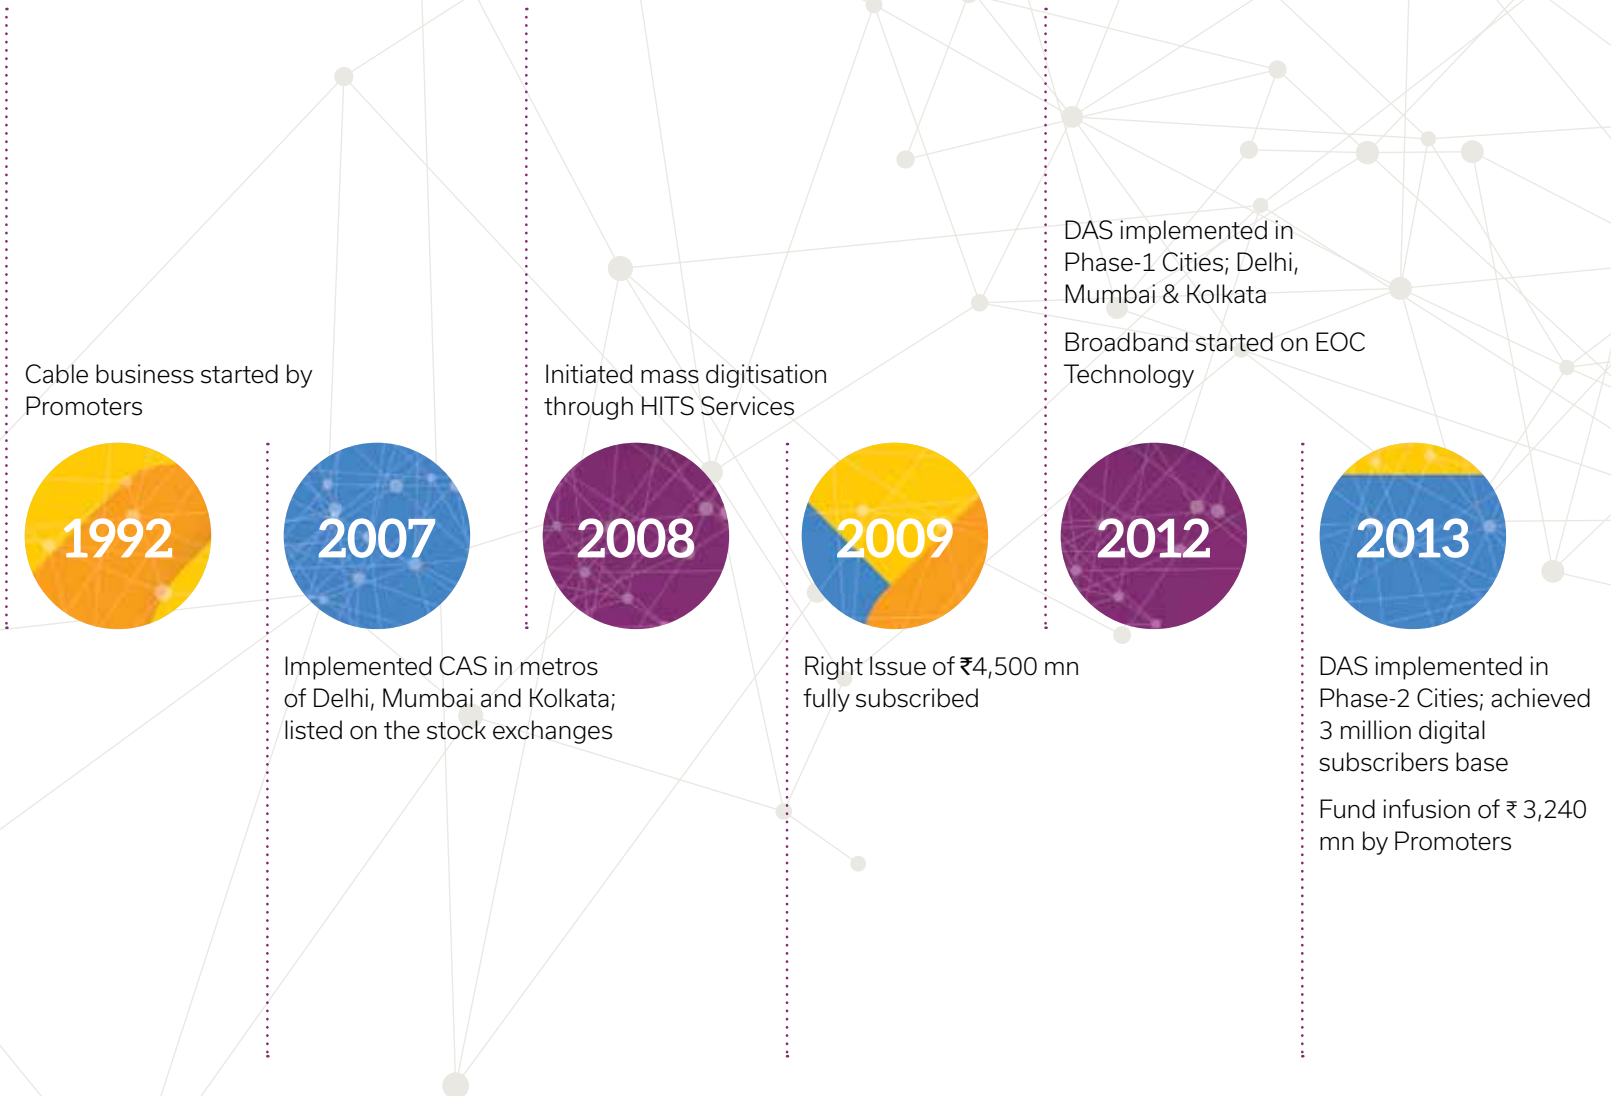 Cable business started by
Promoters
1992
2007
Implemented CAS in metros
of Delhi, Mumbai and Kolkata;
listed on the stock exchanges
Initiated mass digitisation
through HITS Services
2008
2009
Right Issue of ₹4,500 mn
fully subscribed
DAS implemented in
Phase-1 Cities; Delhi,
Mumbai & Kolkata
Broadband started on EOC
Technology
2012
2013
DAS implemented in
Phase-2 Cities; achieved
3 million digital
subscribers base
Fund infusion of ₹ 3,240
mn by Promoters